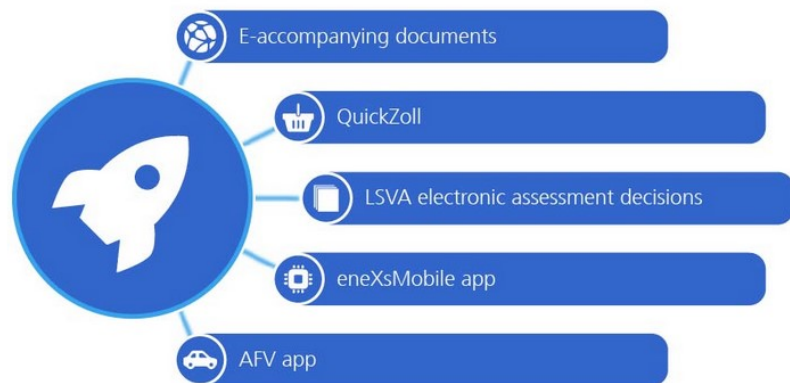 E-accompanying documents
QuickZoll
LSVA electronic assessment decisions
eneXsMobile app
AFV app